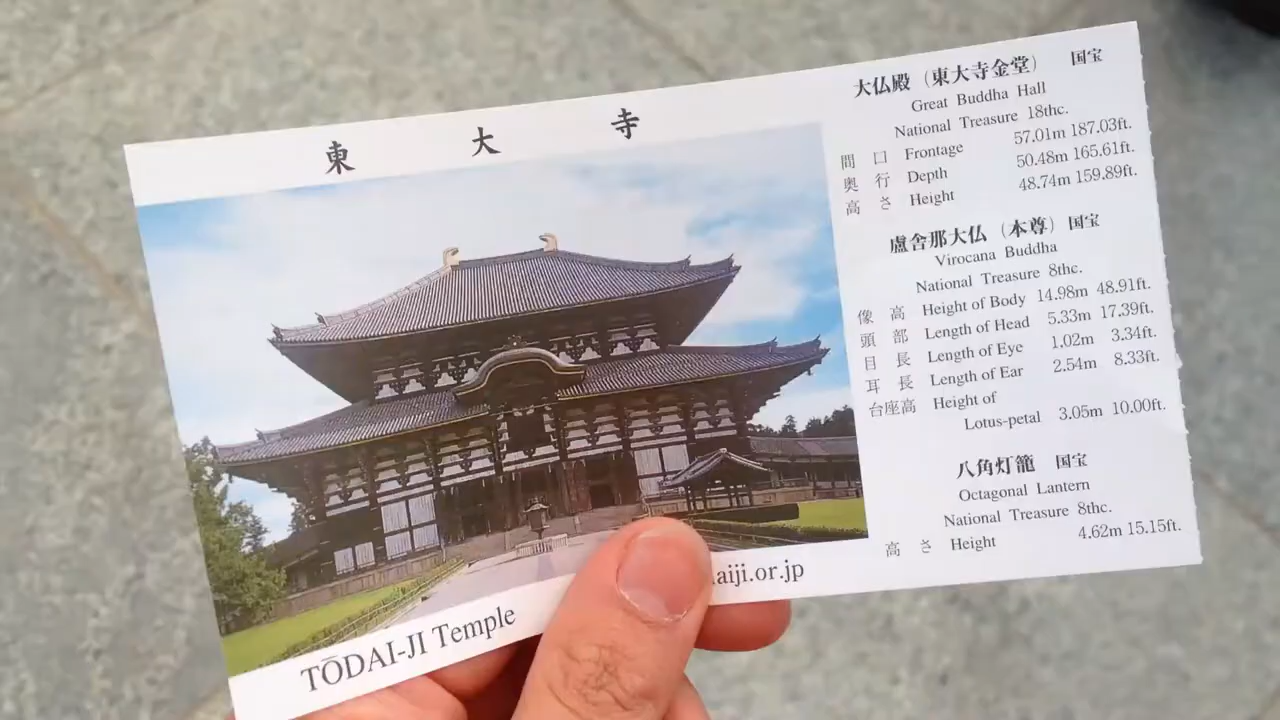 東 大 寺
TŌDAI-JI Temple
aiji.or.jp
大仏殿（東大寺金堂） 国宝
Great Buddha Hall
National Treasure 18thc.
間 口 Frontage 57.01m 187.03ft.
奥 行 Depth 50.48m 165.61ft.
高 さ Height 48.74m 159.89ft.
盧舎那大仏（本尊）国宝
Virocana Buddha
National Treasure 8thc.
像 高 Height of Body 14.98m 48.91ft.
頭 部 Length of Head 5.33m 17.39ft.
目 長 Length of Eye 1.02m 3.34ft.
耳 長 Length of Ear 2.54m 8.33ft.
台座高 Height of
Lotus-petal 3.05m 10.00ft.
八角灯籠 国宝
Octagonal Lantern
National Treasure 8thc.
高 さ Height 4.62m 15.15ft.